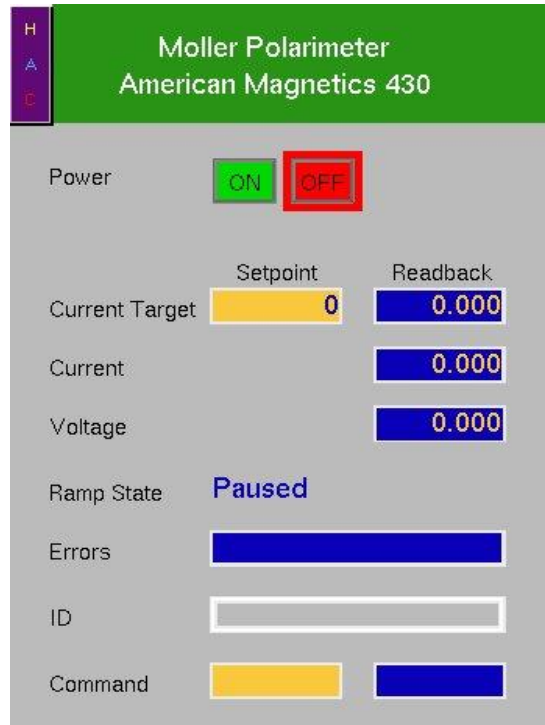 H
A
C
Moller Polarimeter
American Magnetics 430
Power ON OFF
Setpoint Readback
Current Target 0 0.000
Current 0.000
Voltage 0.000
Ramp State Paused
Errors
ID
Command